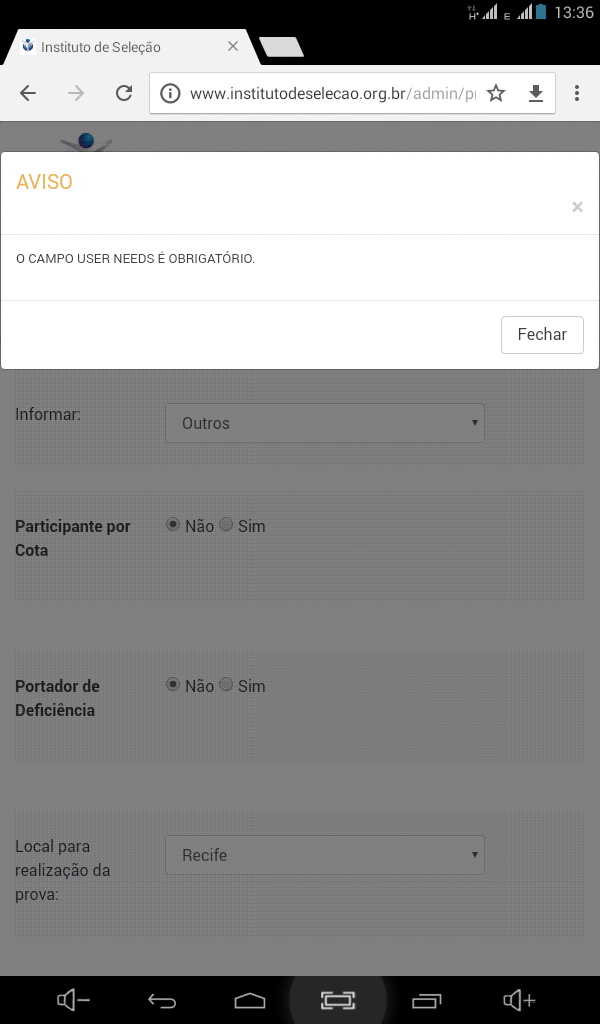 H+ E 13:36
Instituto de Seleção
www.institutodeselecao.org.br/admin/p
AVISO
×
O CAMPO USER NEEDS É OBRIGATÓRIO.
Fechar
Informar:
Outros
Participante por
Cota
Não Sim
Portador de
Deficiência
Não Sim
Local para
realização da
prova:
Recife